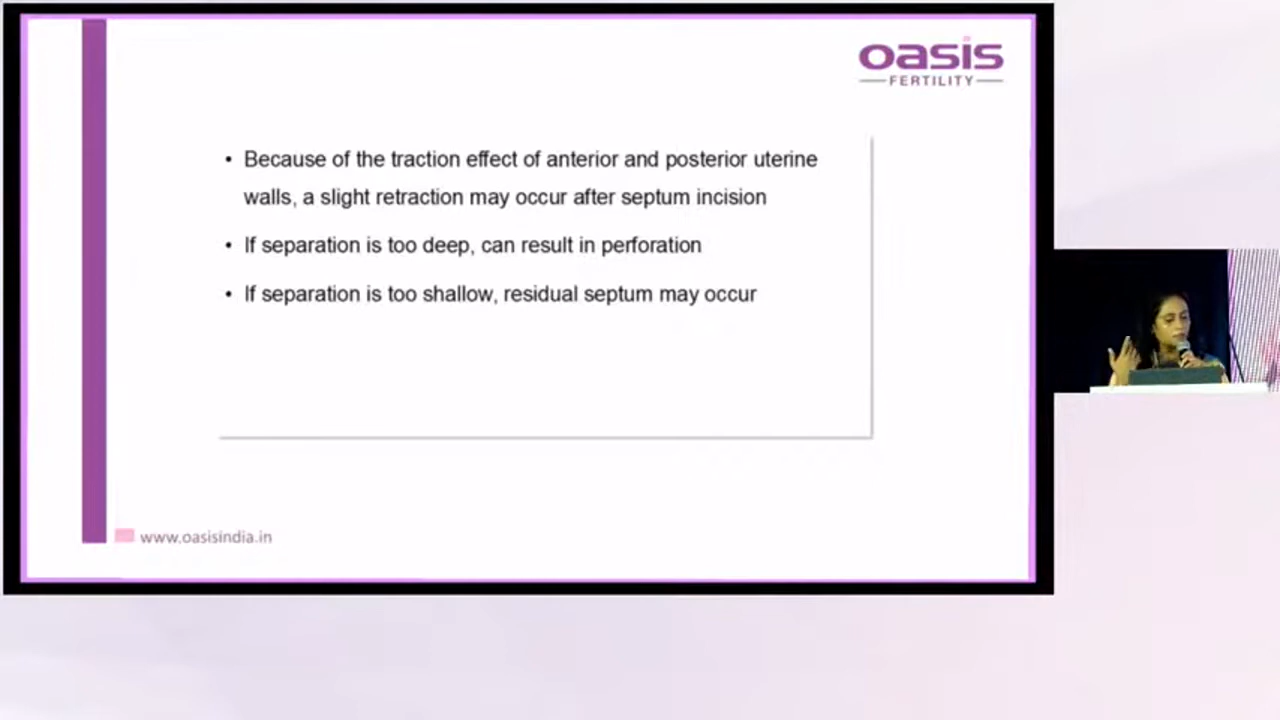 oasis
FERTILITY
• Because of the traction effect of anterior and posterior uterine
walls, a slight retraction may occur after septum incision
• If separation is too deep, can result in perforation
• If separation is too shallow, residual septum may occur
www.oasisindia.in